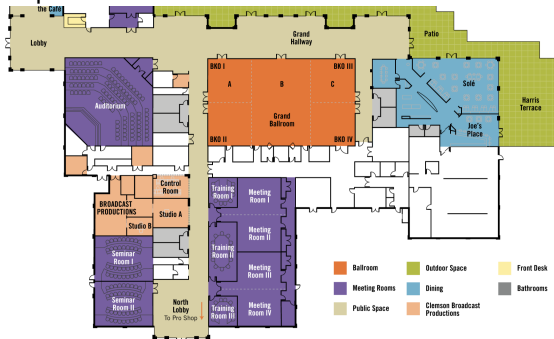 the Café
Lobby
Grand
Hallway
Patio
BKD I
BKD III
A
B
C
Solé
Auditorium
Harris
Terrace
Grand
Ballroom
Joe's
Place
BKD II
BKD IV
Control
Room
Training
Room I
Meeting
Room I
BROADCAST
PRODUCTIONS
Studio A
Studio B
Meeting
Room II
Training
Room II
Seminar
Room I
Meeting
Room III
Seminar
Room II
North
Lobby
To Pro Shop
Training
Room III
Meeting
Room IV
Ballroom
Outdoor Space
Front Desk
Meeting Rooms
Dining
Bathrooms
Public Space
Clemson Broadcast
Productions